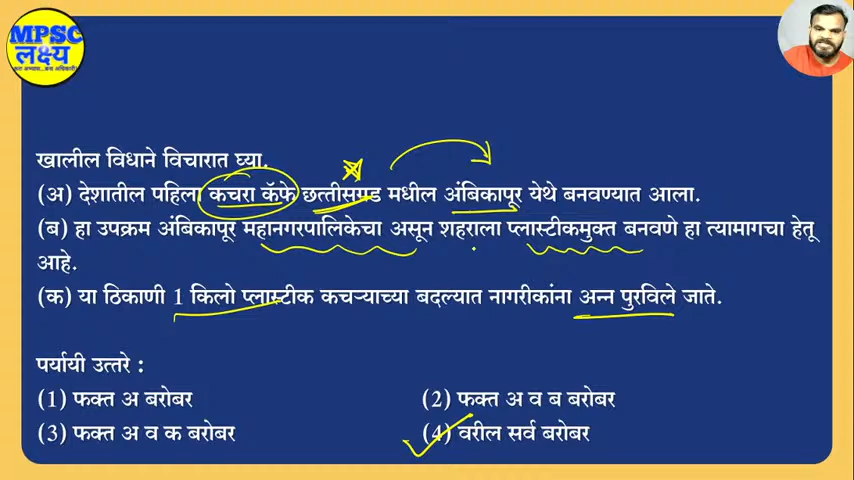 MPSC
लक्ष्य
खालील विधाने विचारात घ्या.
(अ) देशातील पहिला कचरा कॅफे छत्तीसगड मधील अंबिकापूर येथे बनवण्यात आला.
(ब) हा उपक्रम अंबिकापूर महानगरपालिकेचा असून शहराला प्लास्टीकमुक्त बनवणे हा त्यामागचा हेतू
आहे.
(क) या ठिकाणी 1 किलो प्लास्टीक कचऱ्याच्या बदल्यात नागरीकांना अन्न पुरविले जाते.
पर्यायी उत्तरे :
(1) फक्त अ बरोबर (2) फक्त अ व ब बरोबर
(3) फक्त अ व क बरोबर (4) वरील सर्व बरोबर